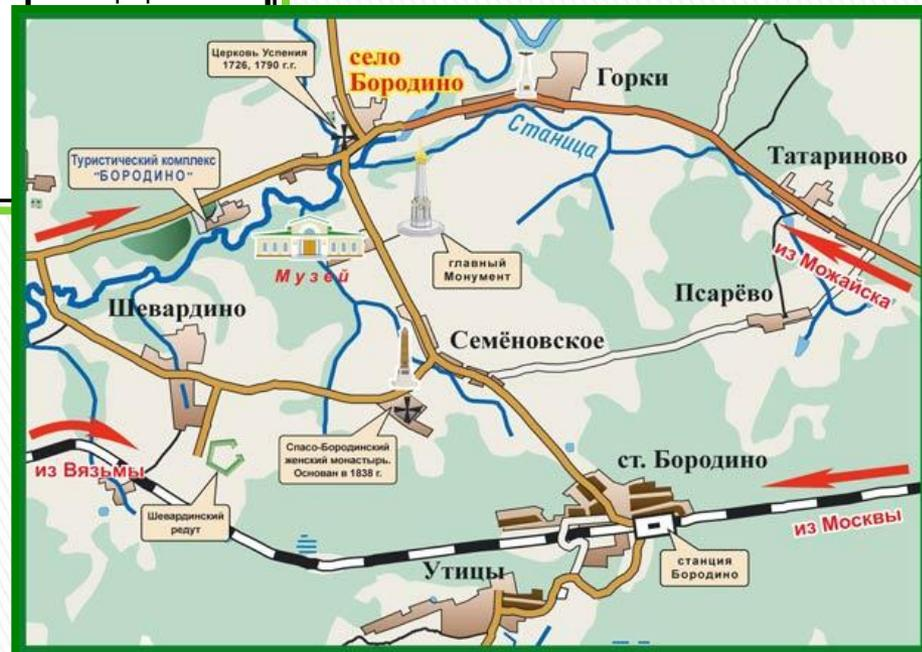 Церковь Успения
1726, 1790 г.г.
село
Бородино
Горки
Станица
Туристический комплекс
"БОРОДИНО"
Татариново
главный
Монумент
Музей
из Можайска
Псарёво
Шевардино
Семёновское
Спасо-Бородинский
женский монастырь.
Основан в 1838 г.
ст. Бородино
из Вязьмы
Шевардинский
редут
из Москвы
станция
Бородино
Утицы